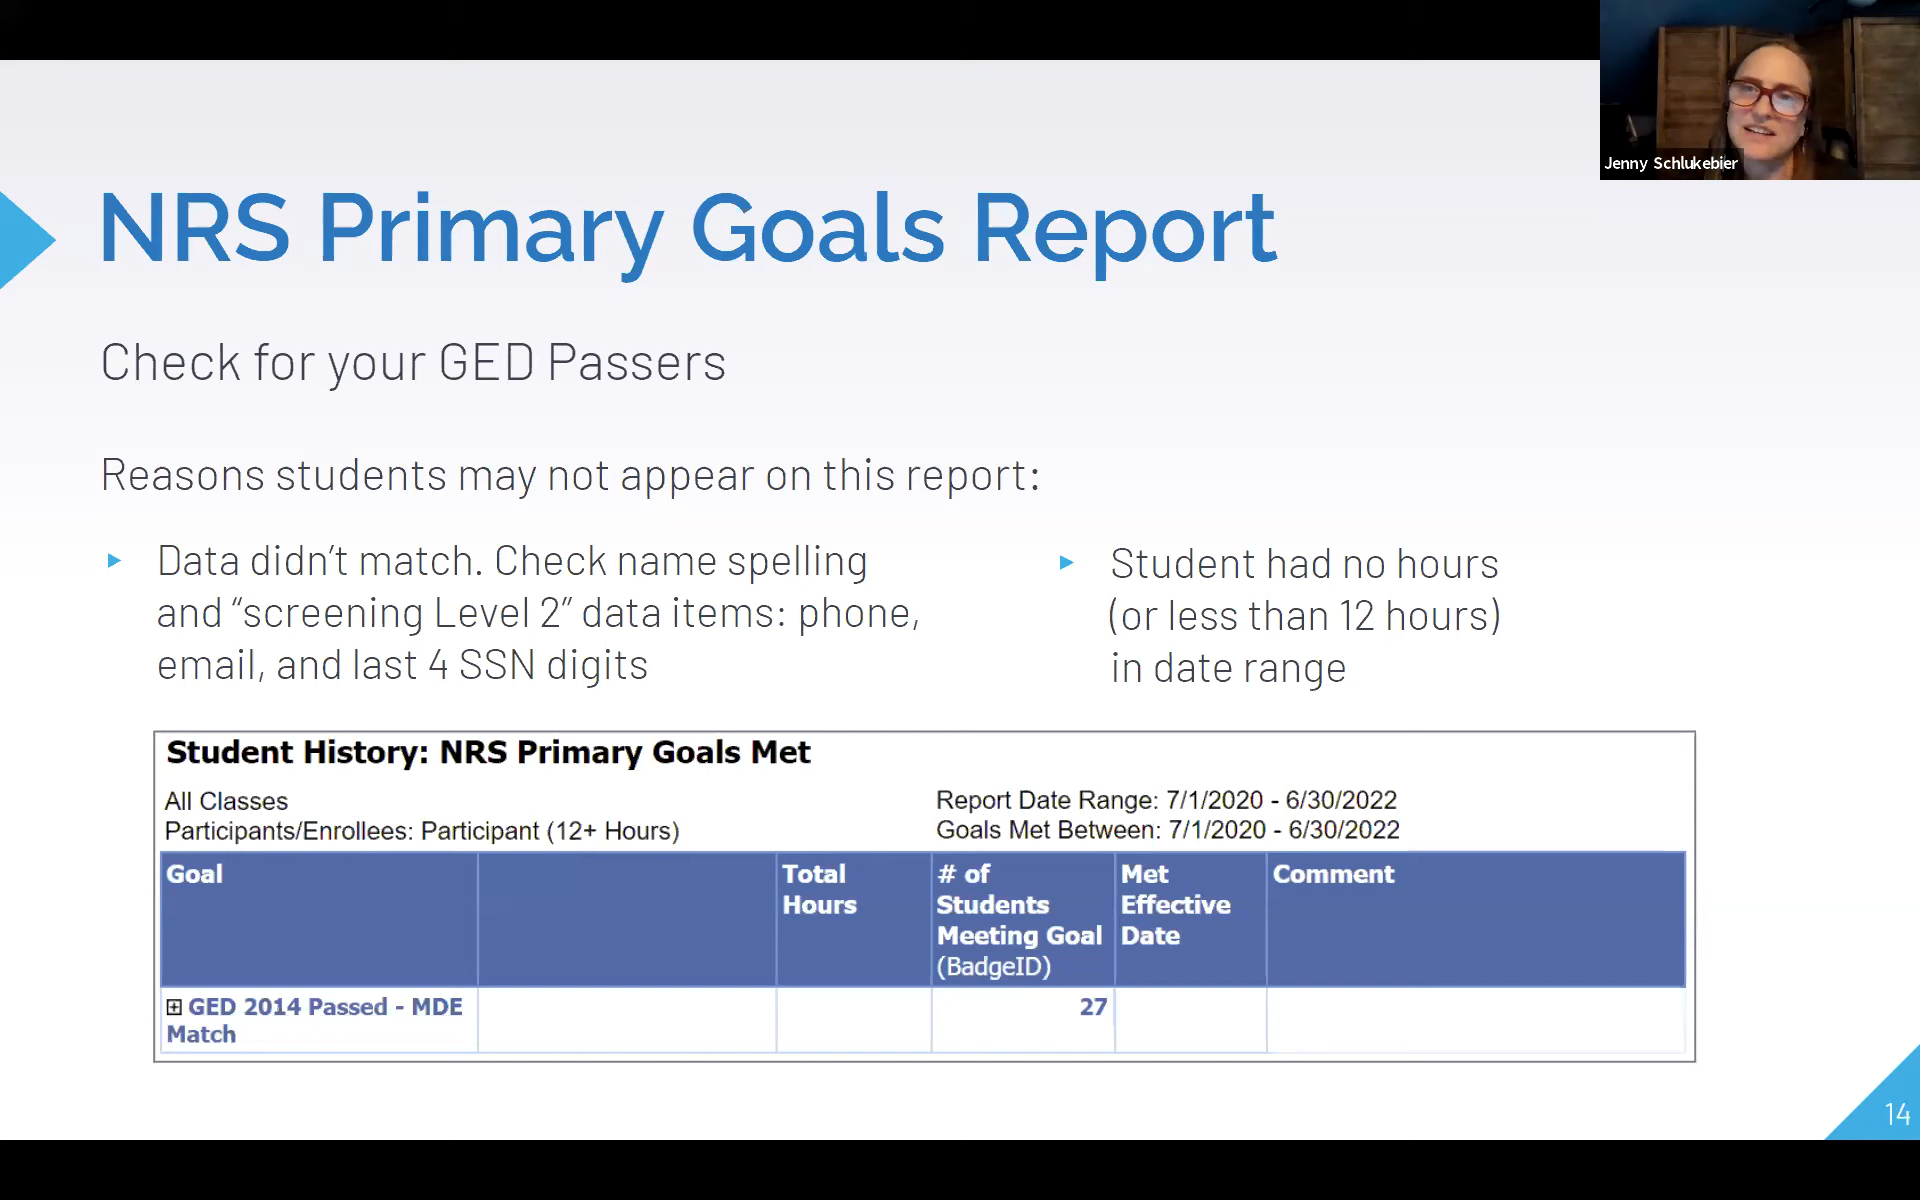 Jenny Schlukebier
NRS Primary Goals Report
Check for your GED Passers
Reasons students may not appear on this report:
▸ Data didn’t match. Check name spelling
and “screening Level 2” data items: phone,
email, and last 4 SSN digits
▸ Student had no hours
(or less than 12 hours)
in date range
Student History: NRS Primary Goals Met
All Classes
Participants/Enrollees: Participant (12+ Hours)
Report Date Range: 7/1/2020 - 6/30/2022
Goals Met Between: 7/1/2020 - 6/30/2022
Goal
Total
Hours
# of
Students
Meeting Goal
(BadgeID)
Met
Effective
Date
Comment
GED 2014 Passed - MDE
Match
27
14